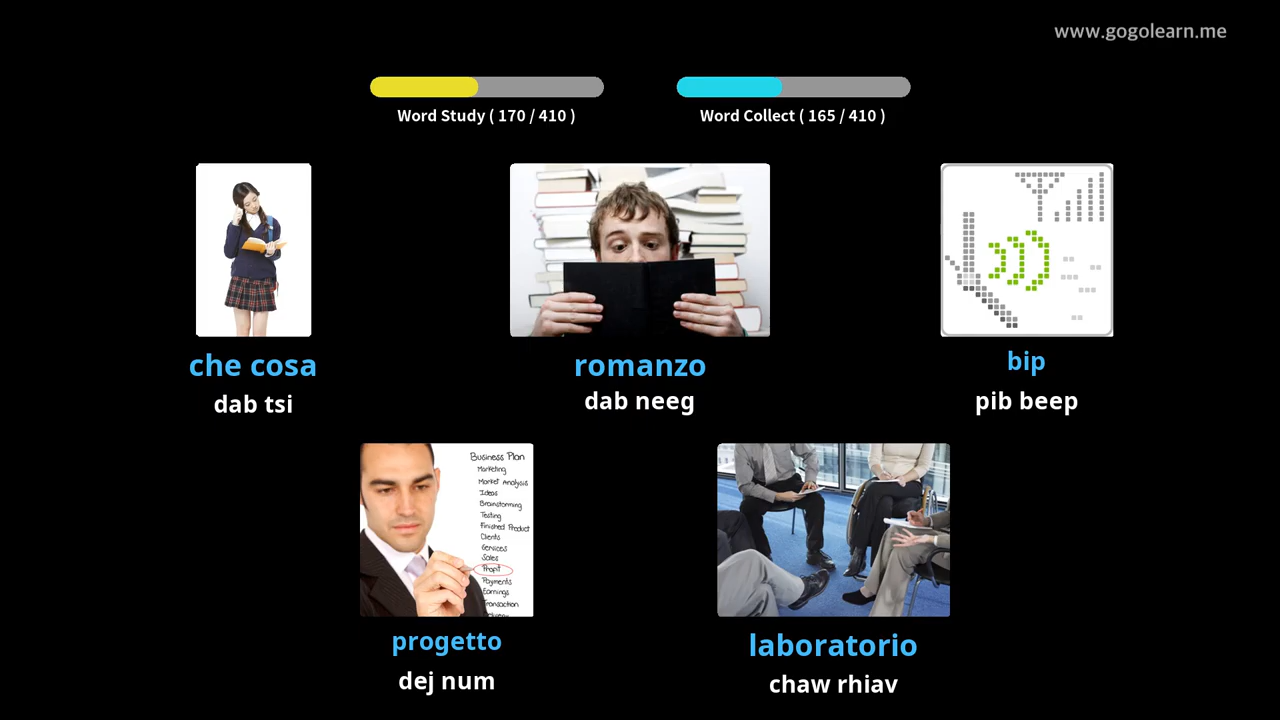 www.gogolearn.me
Word Study ( 170 / 410 )
Word Collect ( 165 / 410 )
che cosa
dab tsi
romanzo
dab neeg
bip
pib beep
Business Plan
Marketing
Market Analysis
Ideas
Brainstorming
Testing
Finished Product
Clients
Services
Sales
Profit
Payments
Earnings
Transaction
progetto
dej num
laboratorio
chaw rhiav